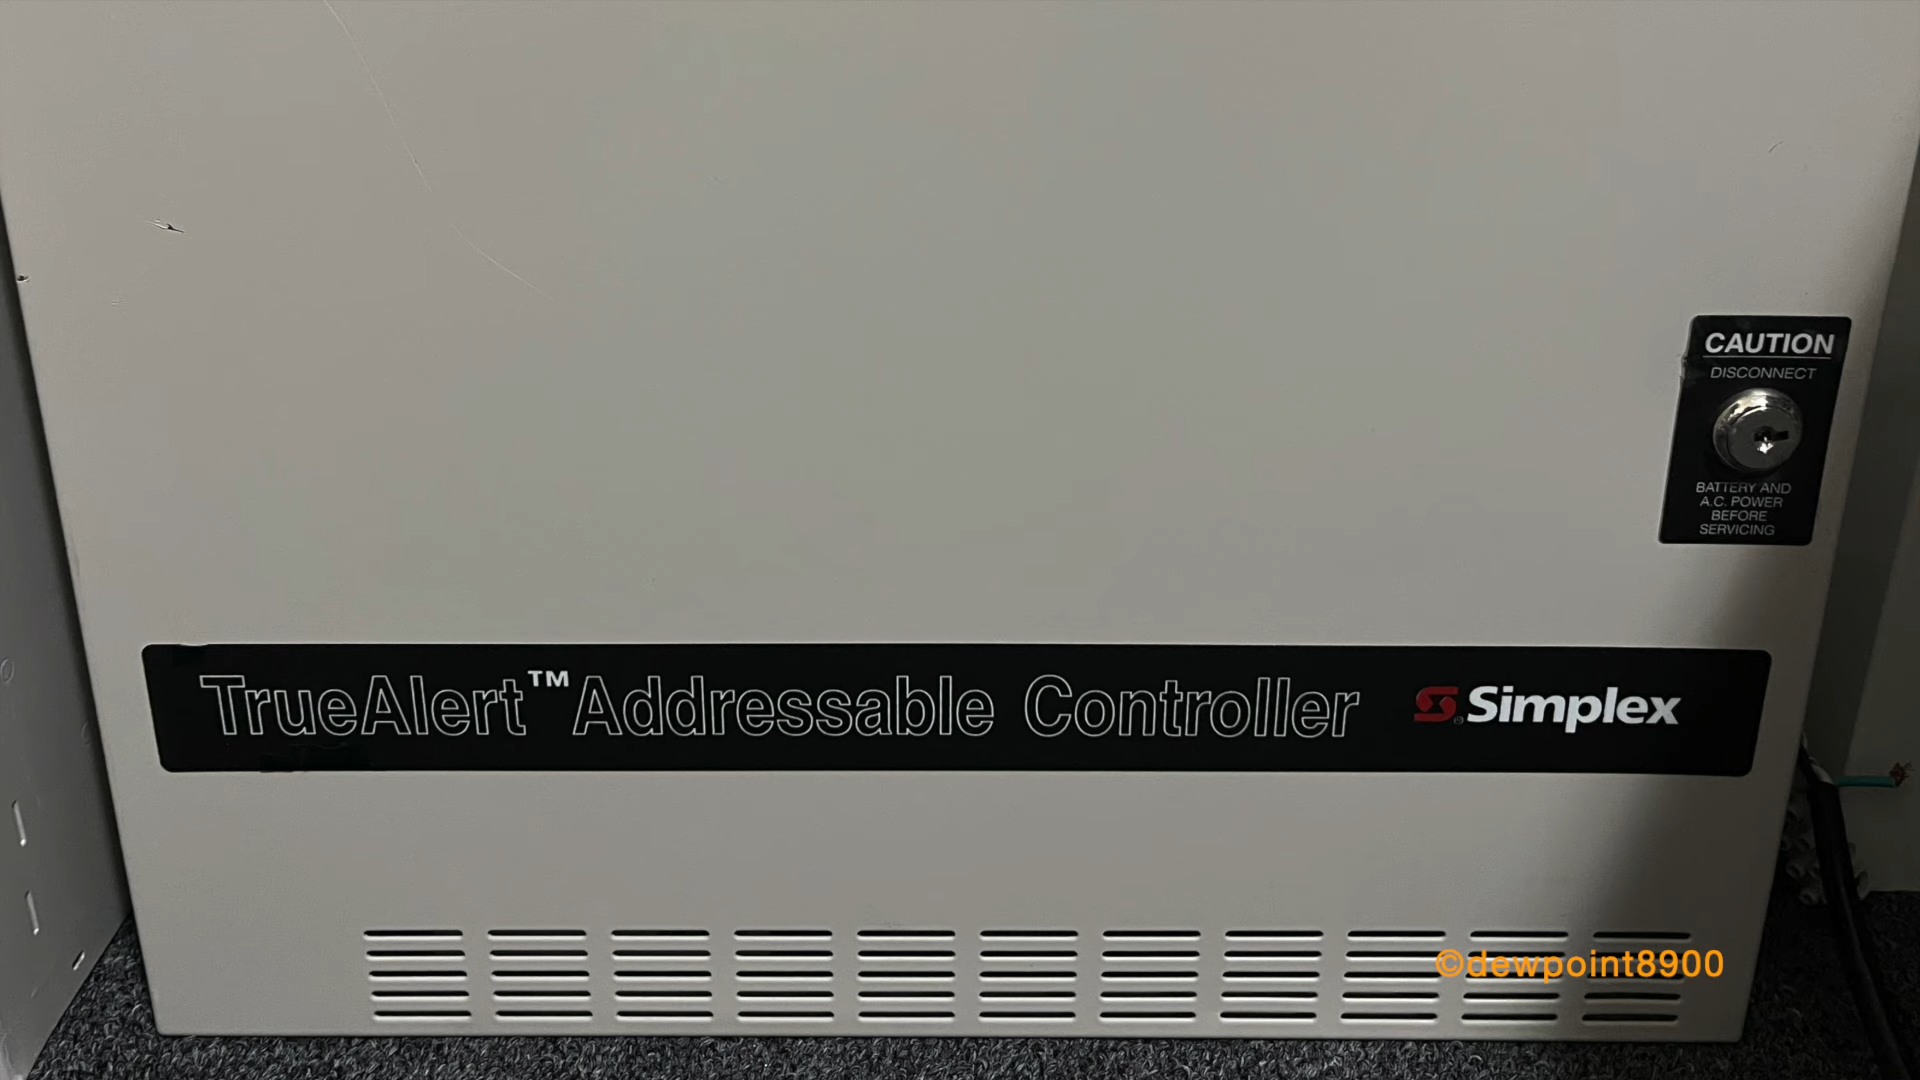 CAUTION
DISCONNECT
BATTERY AND
A.C. POWER
BEFORE
SERVICING
TrueAlert™ Addressable Controller
®Simplex
©dewpoint8900